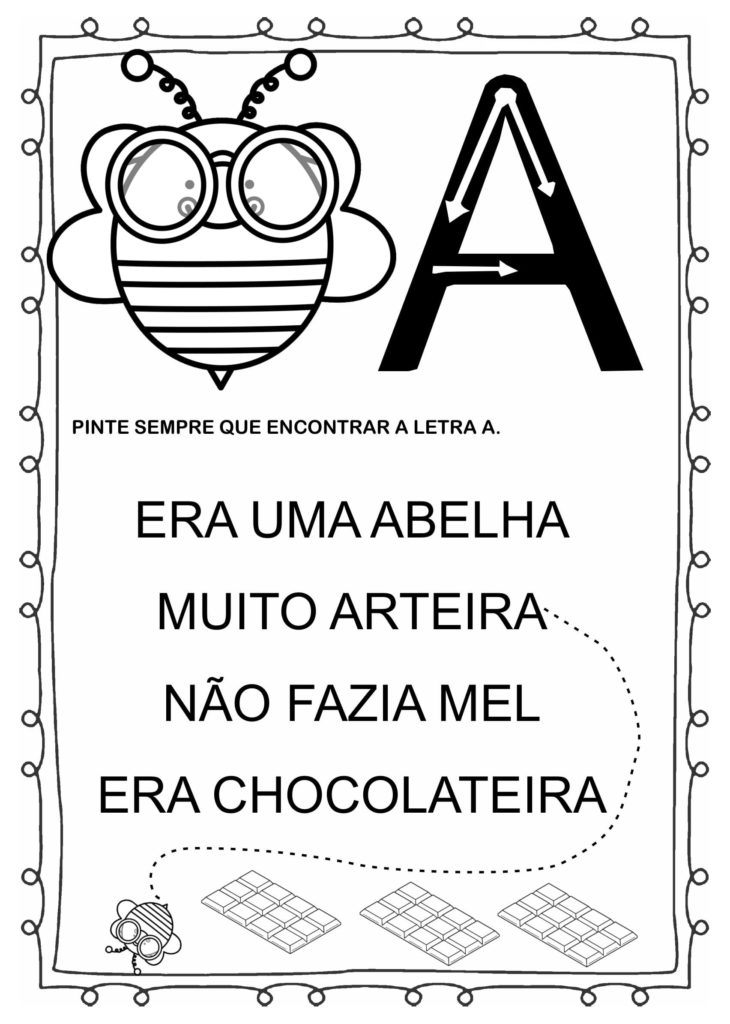 A
PINTE SEMPRE QUE ENCONTRAR A LETRA A.
ERA UMA ABELHA
MUITO ARTEIRA
NÃO FAZIA MEL
ERA CHOCOLATEIRA